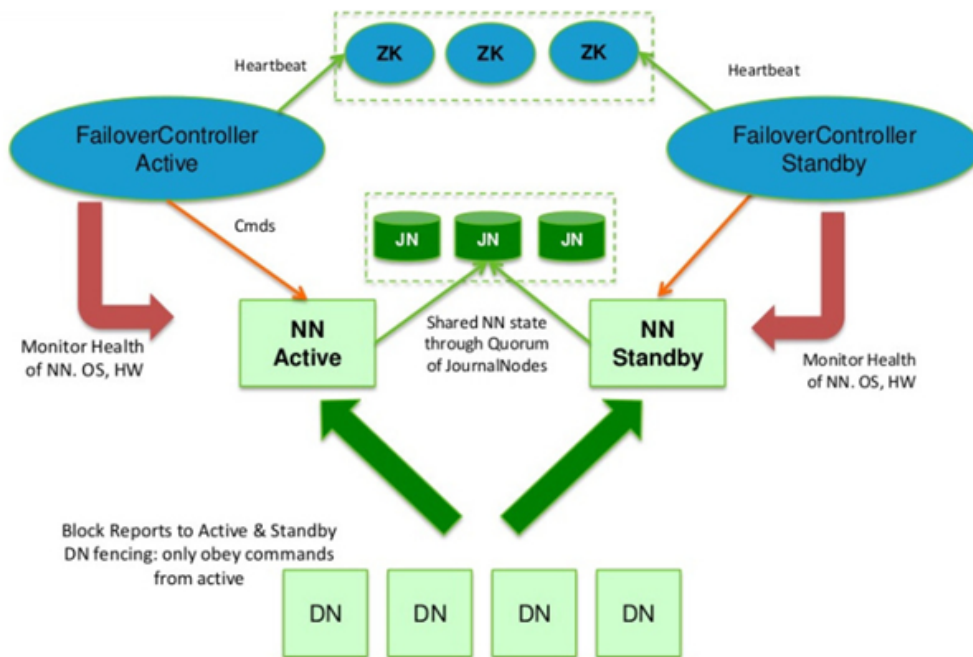 ZK
ZK
ZK
Heartbeat
Heartbeat
FailoverController
Active
FailoverController
Standby
Cmds
JN
JN
JN
NN
Active
Shared NN state
through Quorum
of JournalNodes
NN
Standby
Monitor Health
of NN. OS, HW
Monitor Health
of NN. OS, HW
Block Reports to Active & Standby
DN fencing: only obey commands
from active
DN
DN
DN
DN